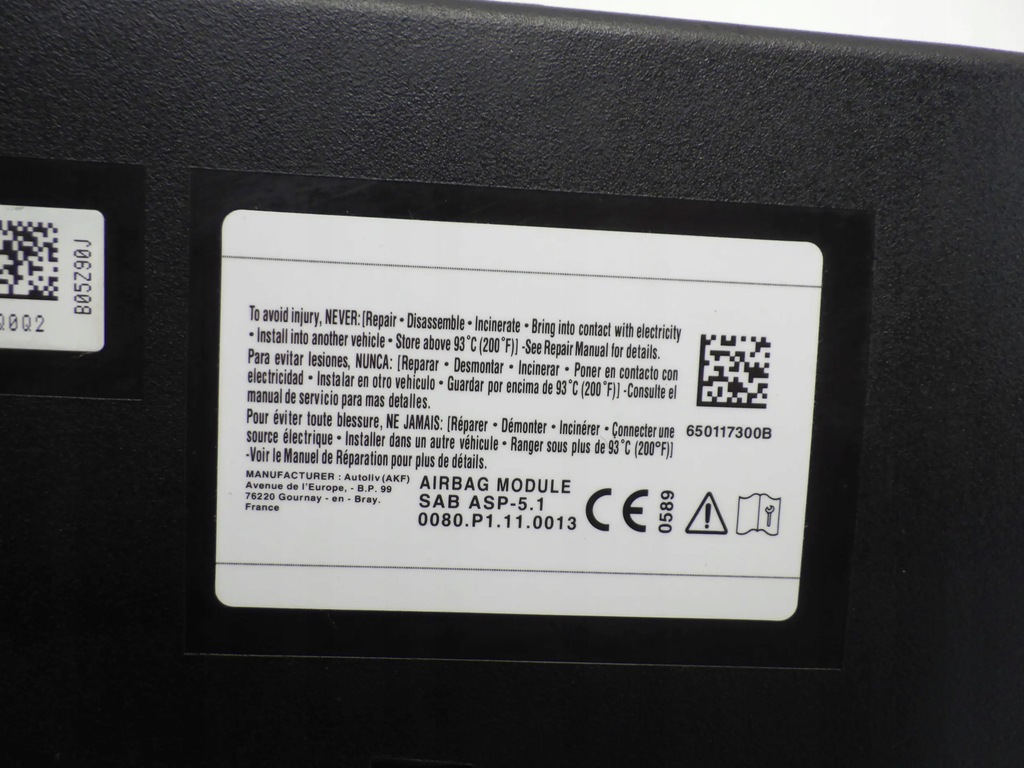 B05Z90J
Q0Q2
To avoid injury, NEVER: [Repair • Disassemble • Incinerate • Bring into contact with electricity
• Install into another vehicle • Store above 93°C (200°F)] -See Repair Manual for details.
Para evitar lesiones, NUNCA: [Reparar • Desmontar • Incinerar • Poner en contacto con
electricidad • Instalar en otro vehiculo • Guardar por encima de 93°C (200°F)] -Consulte el
manual de servicio para mas detalles.
Pour éviter toute blessure, NE JAMAIS: [Réparer • Démonter • Incinérer • Connecter une
source électrique • Installer dans un autre véhicule • Ranger sous plus de 93°C (200°F)]
-Voir le Manuel de Réparation pour plus de détails.
650117300B
MANUFACTURER : Autoliv (AKF)
Avenue de l'Europe, - B.P. 99
76220 Gournay - en - Bray.
France
AIRBAG MODULE
SAB ASP-5.1
0080.P1.11.0013
CE 0589